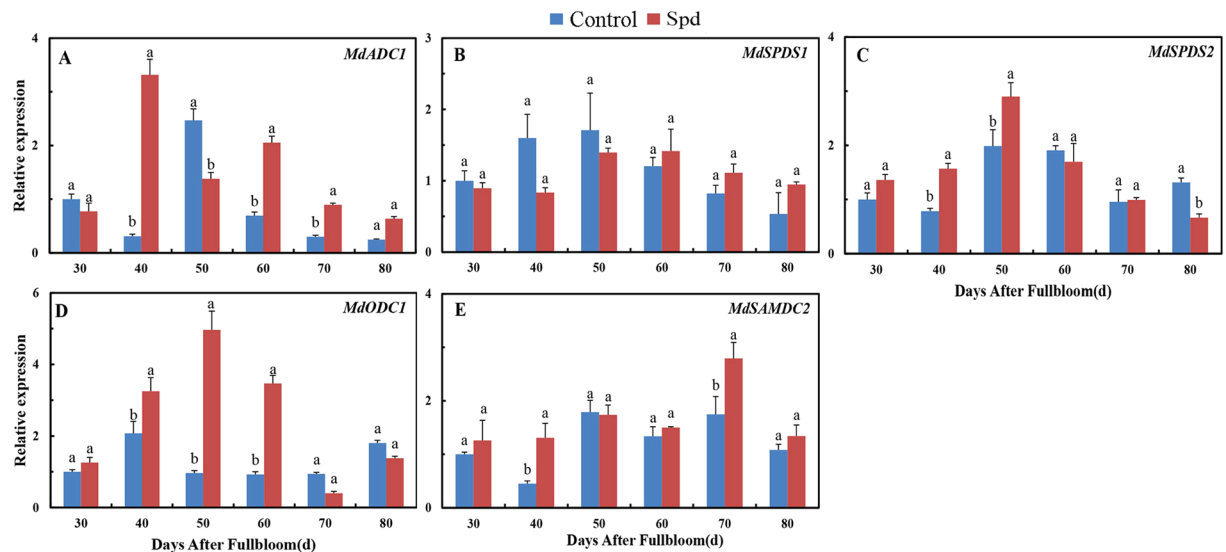 Control Spd
A MdADC1
Relative expression
4
2
0
a a b a a b b a b a a a
30 40 50 60 70 80
B MdSPDS1
3
2
1
0
a a a a a a a a a a a a
30 40 50 60 70 80
C MdSPDS2
4
2
0
a a b a b a a a a a a b
30 40 50 60 70 80
Days After Fullbloom(d)
D MdODC1
Relative expression
6
4
2
0
a a b a b a b a a a a a
30 40 50 60 70 80
Days After Fullbloom(d)
E MdSAMDC2
4
2
0
a a b a a a a a b a a a
30 40 50 60 70 80
Days After Fullbloom(d)